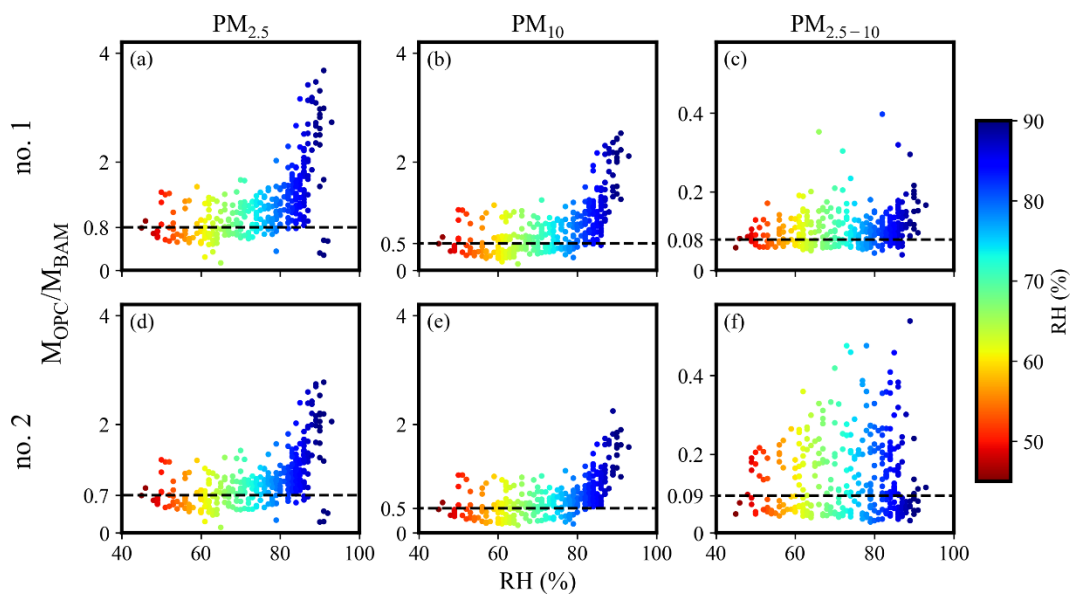 PM2.5 PM10 PM2.5−10
(a) (b) (c)
4 4
0.4
2 2
0.2
0.8 0.5 0.08
0 0 0
no. 1
(d) (e) (f)
4 4
0.4
2 2
0.2
0.7 0.5 0.09
0 0 0
no. 2
40 60 80 100 40 60 80 100 40 60 80 100
RH (%)
MOPC/MBAM
90
80
70
60
50
RH (%)